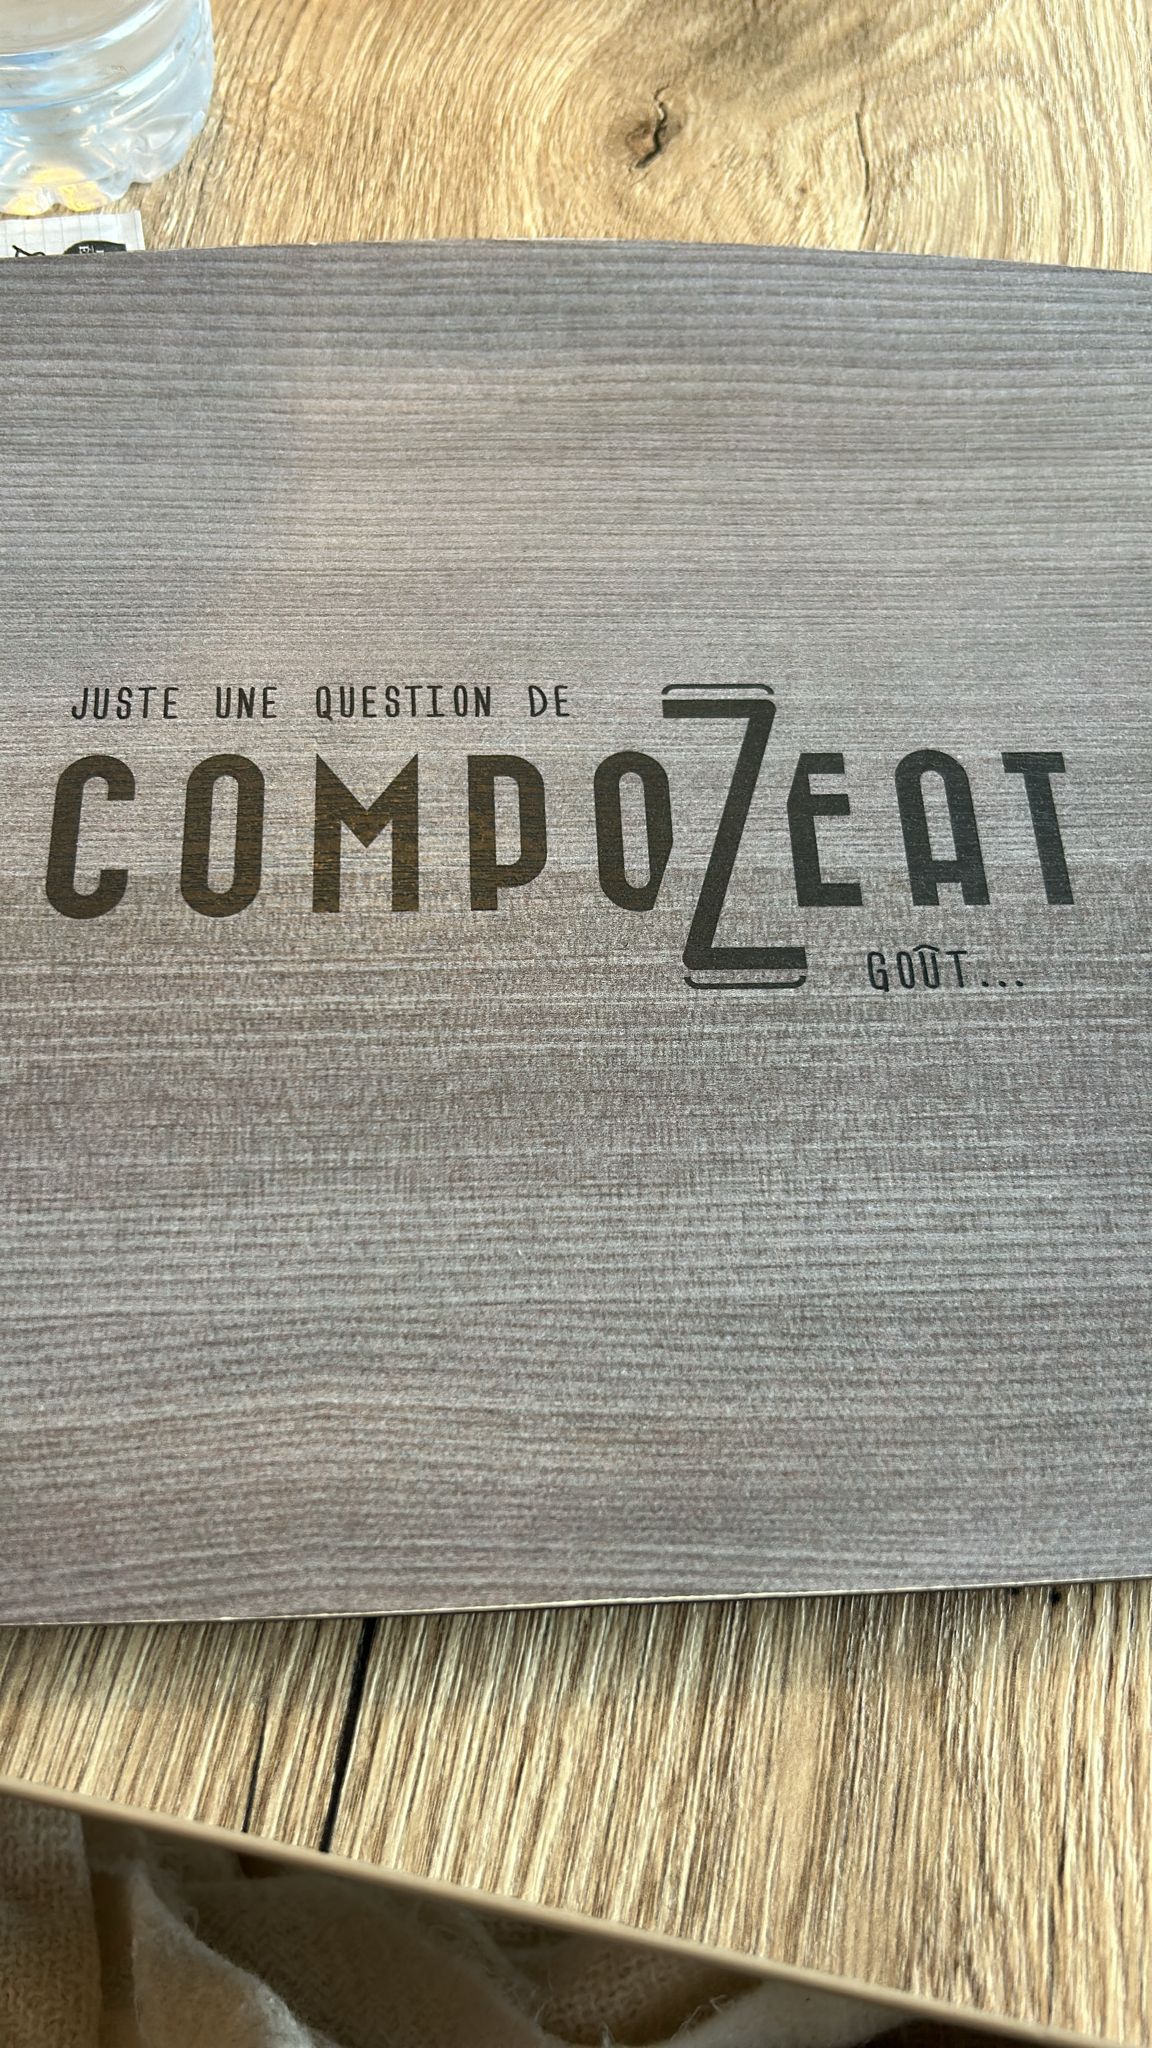 JUSTE UNE QUESTION DE
COMPOZEAT
GOÛT...